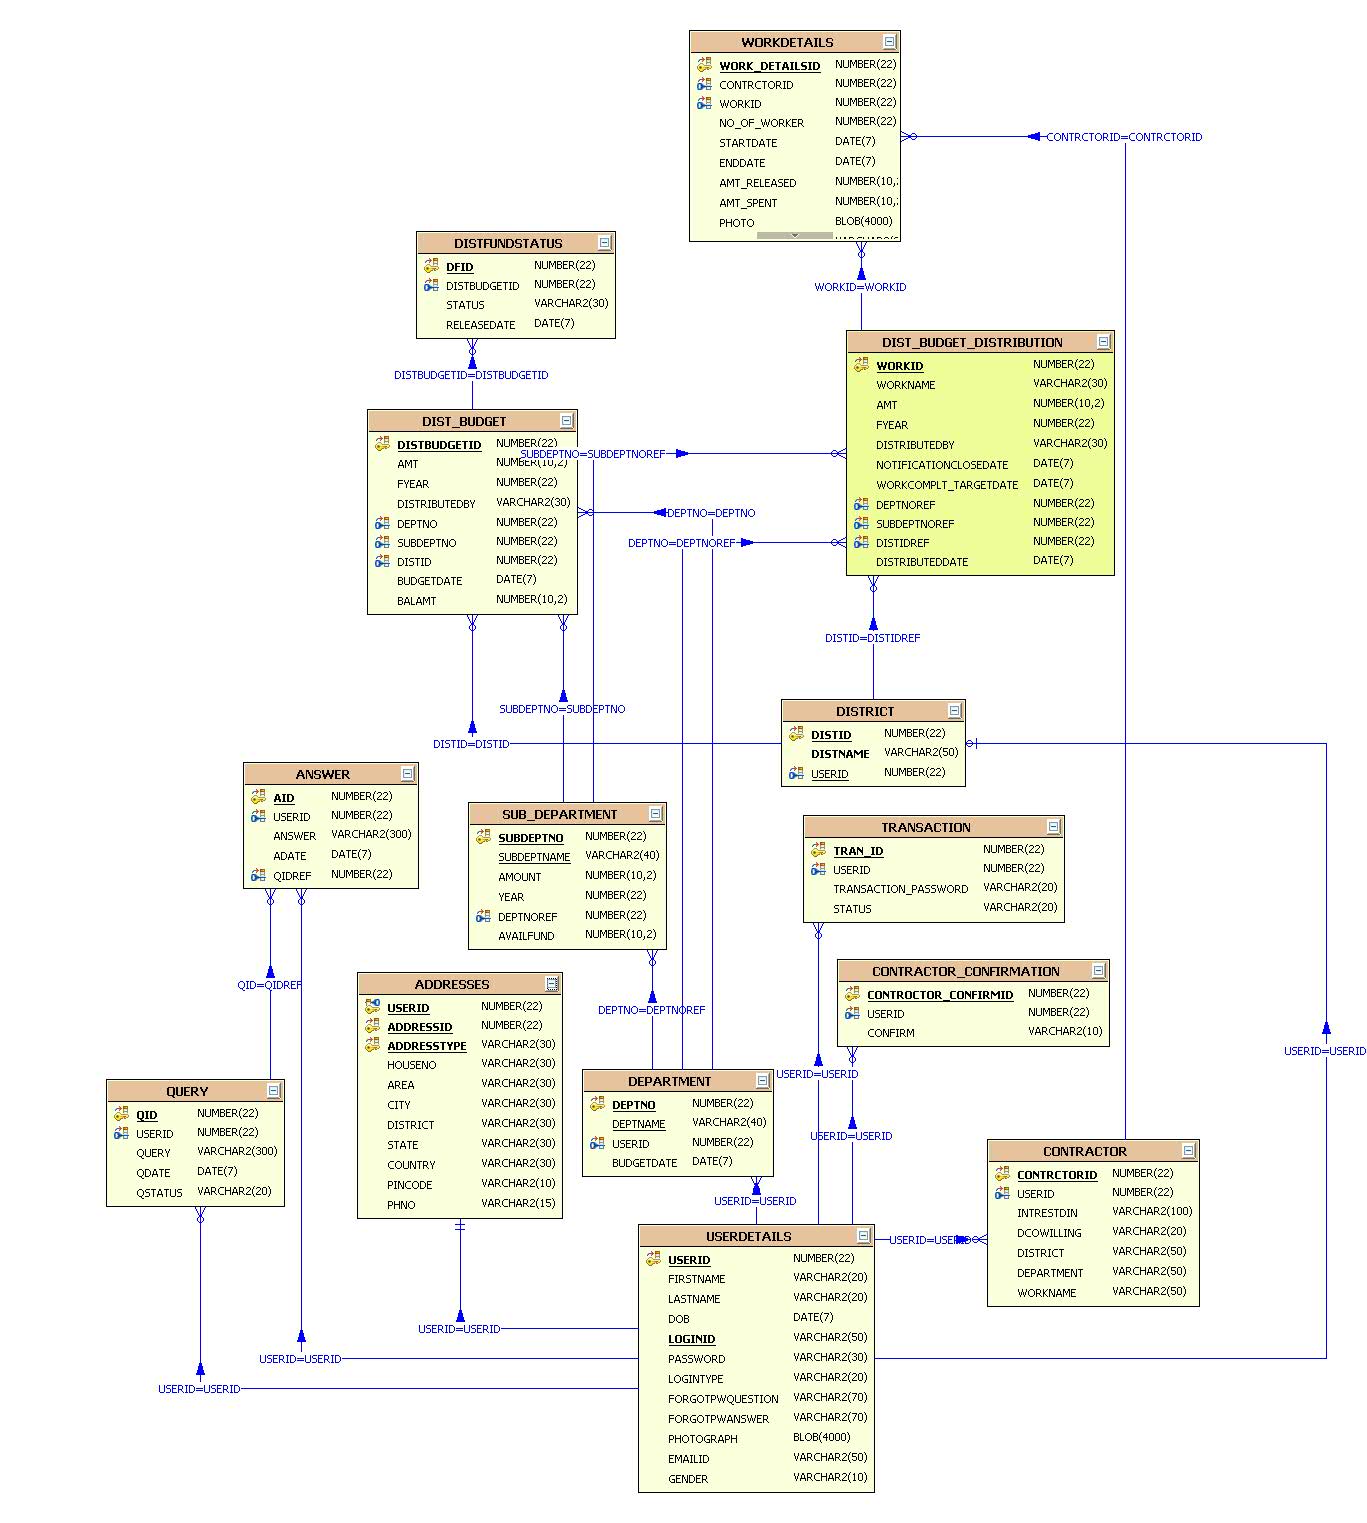 WORKDETAILS
WORK_DETAILSID NUMBER(22)
CONTRCTORID NUMBER(22)
WORKID NUMBER(22)
NO_OF_WORKER NUMBER(22)
STARTDATE DATE(7)
ENDDATE DATE(7)
AMT_RELEASED NUMBER(10,
AMT_SPENT NUMBER(10,
PHOTO BLOB(4000)
CONTRCTORID=CONTRCTORID
WORKID=WORKID
DISTFUNDSTATUS
DFID NUMBER(22)
DISTBUDGETID NUMBER(22)
STATUS VARCHAR2(30)
RELEASEDATE DATE(7)
DISTBUDGETID=DISTBUDGETID
DIST_BUDGET_DISTRIBUTION
WORKID NUMBER(22)
WORKNAME VARCHAR2(30)
AMT NUMBER(10,2)
FYEAR NUMBER(22)
DISTRIBUTEDBY VARCHAR2(30)
NOTIFICATIONCLOSEDATE DATE(7)
WORKCOMPLT_TARGETDATE DATE(7)
DEPTNOREF NUMBER(22)
SUBDEPTNOREF NUMBER(22)
DISTIDREF NUMBER(22)
DISTRIBUTEDDATE DATE(7)
DIST_BUDGET
DISTBUDGETID NUMBER(22)
AMT NUMBER(10,2)
FYEAR NUMBER(22)
DISTRIBUTEDBY VARCHAR2(30)
DEPTNO NUMBER(22)
SUBDEPTNO NUMBER(22)
DISTID NUMBER(22)
BUDGETDATE DATE(7)
BALAMT NUMBER(10,2)
SUBDEPTNO=SUBDEPTNOREF
DEPTNO=DEPTNO
DEPTNO=DEPTNOREF
DISTID=DISTIDREF
SUBDEPTNO=SUBDEPTNO
DISTID=DISTID
DISTRICT
DISTID NUMBER(22)
DISTNAME VARCHAR2(50)
USERID NUMBER(22)
ANSWER
AID NUMBER(22)
USERID NUMBER(22)
ANSWER VARCHAR2(300)
ADATE DATE(7)
QIDREF NUMBER(22)
SUB_DEPARTMENT
SUBDEPTNO NUMBER(22)
SUBDEPTNAME VARCHAR2(40)
AMOUNT NUMBER(10,2)
YEAR NUMBER(22)
DEPTNOREF NUMBER(22)
AVAILFUND NUMBER(10,2)
TRANSACTION
TRAN_ID NUMBER(22)
USERID NUMBER(22)
TRANSACTION_PASSWORD VARCHAR2(20)
STATUS VARCHAR2(20)
QID=QIDREF
DEPTNO=DEPTNOREF
CONTRACTOR_CONFIRMATION
CONTROCTOR_CONFIRMID NUMBER(22)
USERID NUMBER(22)
CONFIRM VARCHAR2(10)
USERID=USERID
USERID=USERID
USERID=USERID
ADDRESSES
USERID NUMBER(22)
ADDRESSID NUMBER(22)
ADDRESSTYPE VARCHAR2(30)
HOUSENO VARCHAR2(30)
AREA VARCHAR2(30)
CITY VARCHAR2(30)
DISTRICT VARCHAR2(30)
STATE VARCHAR2(30)
COUNTRY VARCHAR2(30)
PINCODE VARCHAR2(10)
PHNO VARCHAR2(15)
QUERY
QID NUMBER(22)
USERID NUMBER(22)
QUERY VARCHAR2(300)
QDATE DATE(7)
QSTATUS VARCHAR2(20)
DEPARTMENT
DEPTNO NUMBER(22)
DEPTNAME VARCHAR2(40)
USERID NUMBER(22)
BUDGETDATE DATE(7)
USERID=USERID
CONTRACTOR
CONTRCTORID NUMBER(22)
USERID NUMBER(22)
INTRESTDIN VARCHAR2(100)
DCOWILLING VARCHAR2(20)
DISTRICT VARCHAR2(50)
DEPARTMENT VARCHAR2(50)
WORKNAME VARCHAR2(50)
USERID=USERID
USERDETAILS
USERID NUMBER(22)
FIRSTNAME VARCHAR2(20)
LASTNAME VARCHAR2(20)
DOB DATE(7)
LOGINID VARCHAR2(50)
PASSWORD VARCHAR2(30)
LOGINTYPE VARCHAR2(20)
FORGOTPWQUESTION VARCHAR2(70)
FORGOTPWANSWER VARCHAR2(70)
PHOTOGRAPH BLOB(4000)
EMAILID VARCHAR2(50)
GENDER VARCHAR2(10)
USERID=USERID
USERID=USERID
USERID=USERID